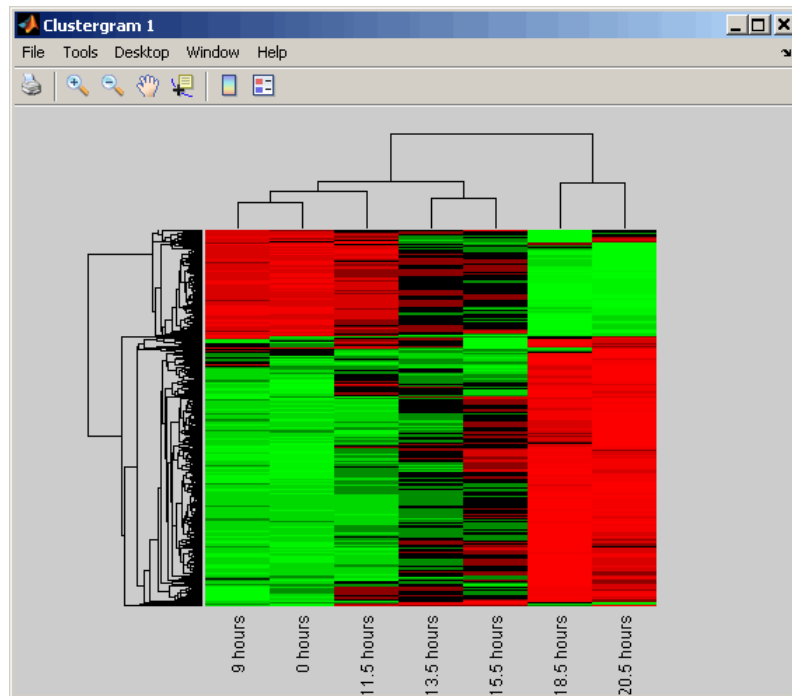 Clustergram 1
File Tools Desktop Window Help
9 hours
0 hours
11.5 hours
13.5 hours
15.5 hours
18.5 hours
20.5 hours